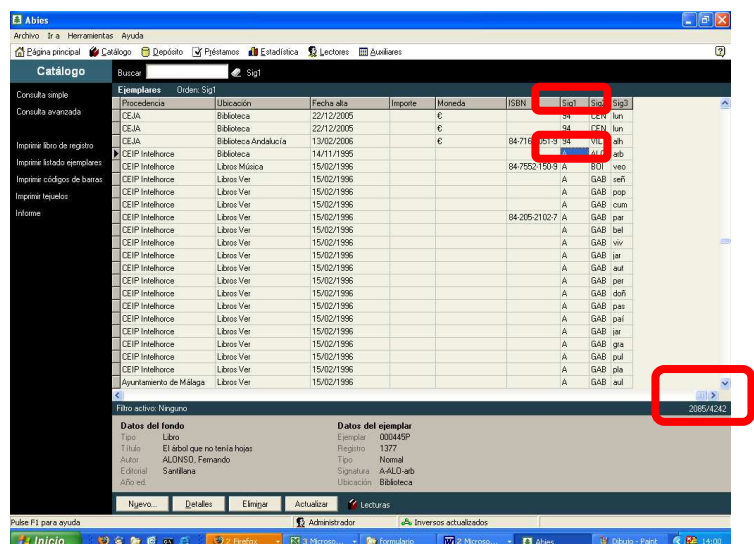 Abies
Archivo Ir a Herramientas Ayuda
Página principal Catálogo Depósito Préstamos Estadística Lectores Auxiliares
Catálogo
Buscar Sig1
Consulta simple
Consulta avanzada
Imprimir libro de registro
Imprimir listado ejemplares
Imprimir códigos de barras
Imprimir tejuelos
Informe
Ejemplares Orden: Sig1
Procedencia Ubicación Fecha alta Importe Moneda ISBN Sig1 Sig2 Sig3
CEJA Biblioteca 22/12/2005 € 94 CEN lun
CEJA Biblioteca 22/12/2005 € 94 CEN lun
CEJA Biblioteca Andalucía 13/02/2006 € 94 VIL alh
CEIP Intelhorce Biblioteca 14/11/1995 A ALO arb
CEIP Intelhorce Libros Música 15/02/1996 84-7552-150-9 A BOI veo
CEIP Intelhorce Libros Ver 15/02/1996 A GAB señ
CEIP Intelhorce Libros Ver 15/02/1996 A GAB pop
CEIP Intelhorce Libros Ver 15/02/1996 A GAB cum
CEIP Intelhorce Libros Ver 15/02/1996 84-205-2102-7 A GAB par
CEIP Intelhorce Libros Ver 15/02/1996 A GAB bel
CEIP Intelhorce Libros Ver 15/02/1996 A GAB viv
CEIP Intelhorce Libros Ver 15/02/1996 A GAB jar
CEIP Intelhorce Libros Ver 15/02/1996 A GAB aut
CEIP Intelhorce Libros Ver 15/02/1996 A GAB per
CEIP Intelhorce Libros Ver 15/02/1996 A GAB doñ
CEIP Intelhorce Libros Ver 15/02/1996 A GAB pas
CEIP Intelhorce Libros Ver 15/02/1996 A GAB paí
CEIP Intelhorce Libros Ver 15/02/1996 A GAB jar
CEIP Intelhorce Libros Ver 15/02/1996 A GAB gra
CEIP Intelhorce Libros Ver 15/02/1996 A GAB pul
CEIP Intelhorce Libros Ver 15/02/1996 A GAB pla
Ayuntamiento de Málaga Libros Ver 15/02/1996 A GAB aul
Filtro activo: Ninguno 2085/4242
Datos del fondo
Tipo Libro
Título El árbol que no tenía hojas
Autor ALONSO, Fernando
Editorial Santillana
Año ed.
Datos del ejemplar
Ejemplar 000445P
Registro 1377
Tipo Normal
Signatura A-ALO-arb
Ubicación Biblioteca
Nuevo... Detalles Eliminar Actualizar Lecturas
Pulse F1 para ayuda Administrador Inversos actualizados
Inicio 2 Firefox 3 Microso... formulario 2 Microso... Abies Dibujo - Paint 14:00